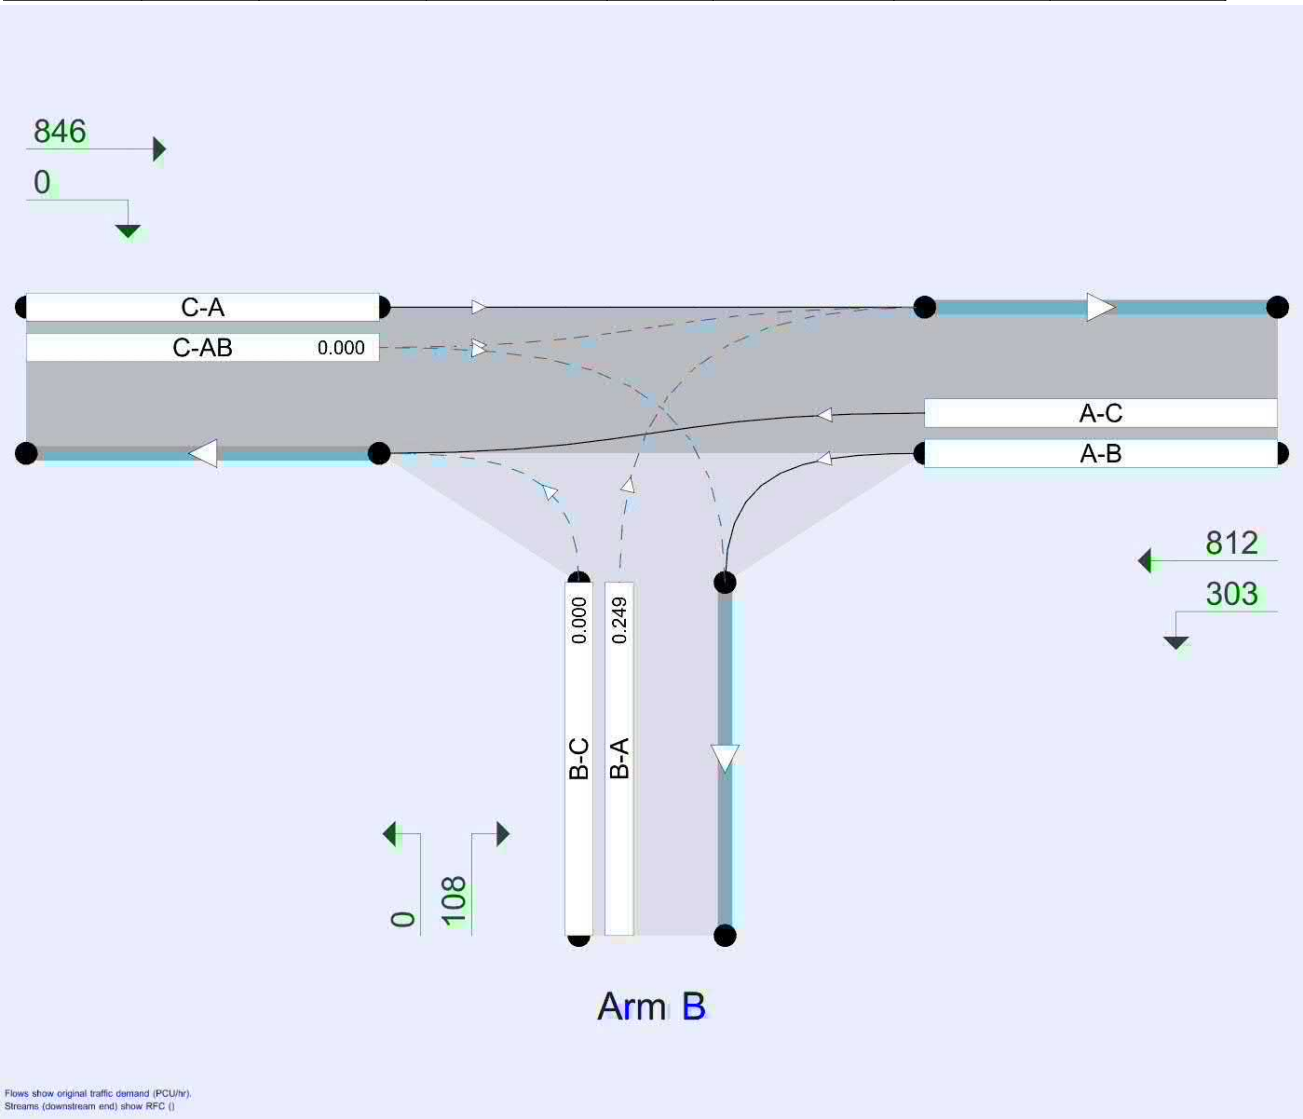 846
0
C-A
C-AB 0.000
A-C
A-B
812
303
0.000
0.249
B-C
B-A
0
108
Arm B
Flows show original traffic demand (PCU/hr).
Streams (downstream end) show RFC ()